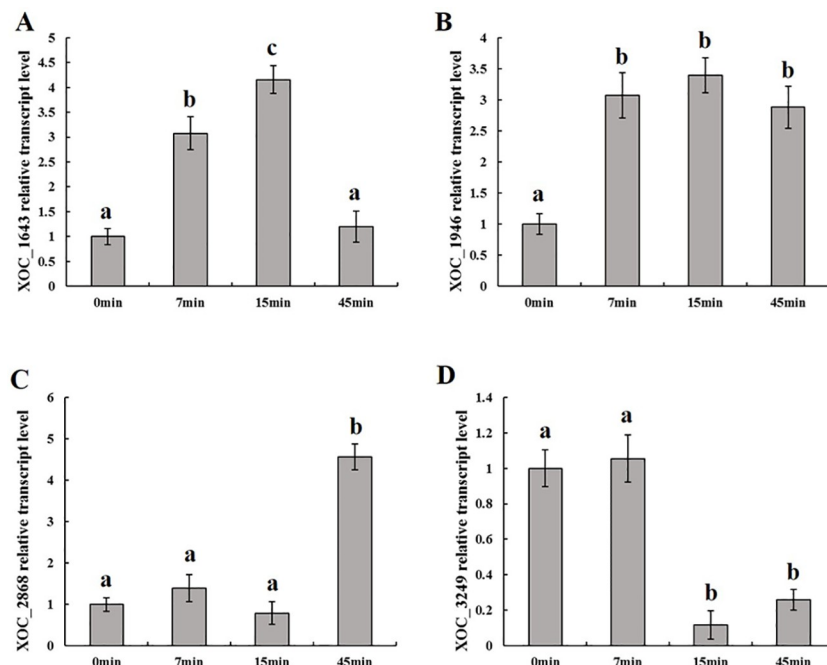 A
XOC_1643 relative transcript level
5
4.5
4
3.5
3
2.5
2
1.5
1
0.5
0
a
b
c
a
0min 7min 15min 45min
B
XOC_1946 relative transcript level
4
3.5
3
2.5
2
1.5
1
0.5
0
a
b
b
b
0min 7min 15min 45min
C
XOC_2868 relative transcript level
6
5
4
3
2
1
0
a
a
a
b
0min 7min 15min 45min
D
XOC_3249 relative transcript level
1.4
1.2
1
0.8
0.6
0.4
0.2
0
a
a
b
b
0min 7min 15min 45min